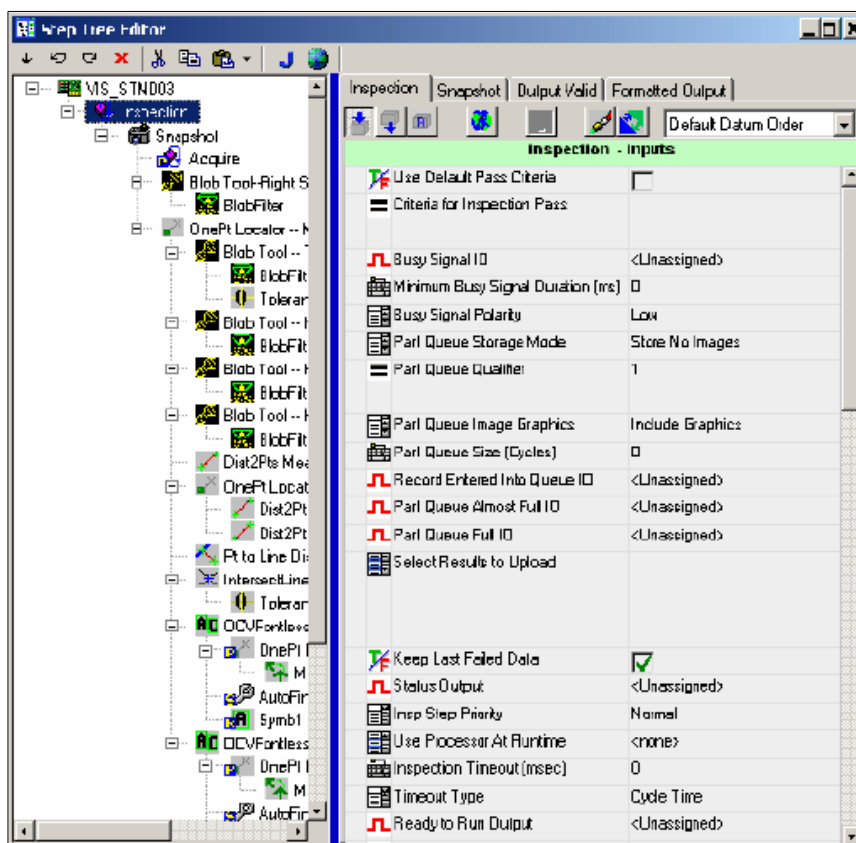 Step Tree Editor
J
VIS_STND03
Inspection
Snapshot
Acquire
Blob Tool-Right S
BlobFilter
OnePt Locator -- M
Blob Tool -- T
BlobFilt
Toleran
Blob Tool -- H
BlobFilt
Blob Tool -- H
BlobFilt
Blob Tool -- H
BlobFilt
Dist2Pts Mea
OnePt Locat
Dist2Pt
Dist2Pt
Pt to Line Dis
IntersectLine
Toleran
OCVFontless
OnePt l
M
AutoFin
Symb1
OCVFontless
OnePt l
M
AutoFin
Inspection
Snapshot
Output Valid
Formatted Output
Default Datum Order
Inspection - Inputs
Use Default Pass Criteria
Criteria for Inspection Pass
Busy Signal IO <Unassigned>
Minimum Busy Signal Duration (ms) 0
Busy Signal Polarity Low
Part Queue Storage Mode Store No Images
Part Queue Qualifier 1
Part Queue Image Graphics Include Graphics
Part Queue Size (Cycles) 0
Record Entered Into Queue IO <Unassigned>
Part Queue Almost Full IO <Unassigned>
Part Queue Full IO <Unassigned>
Select Results to Upload
Keep Last Failed Data
Status Output <Unassigned>
Insp Step Priority Normal
Use Processor At Runtime <none>
Inspection Timeout (msec) 0
Timeout Type Cycle Time
Ready to Run Output <Unassigned>